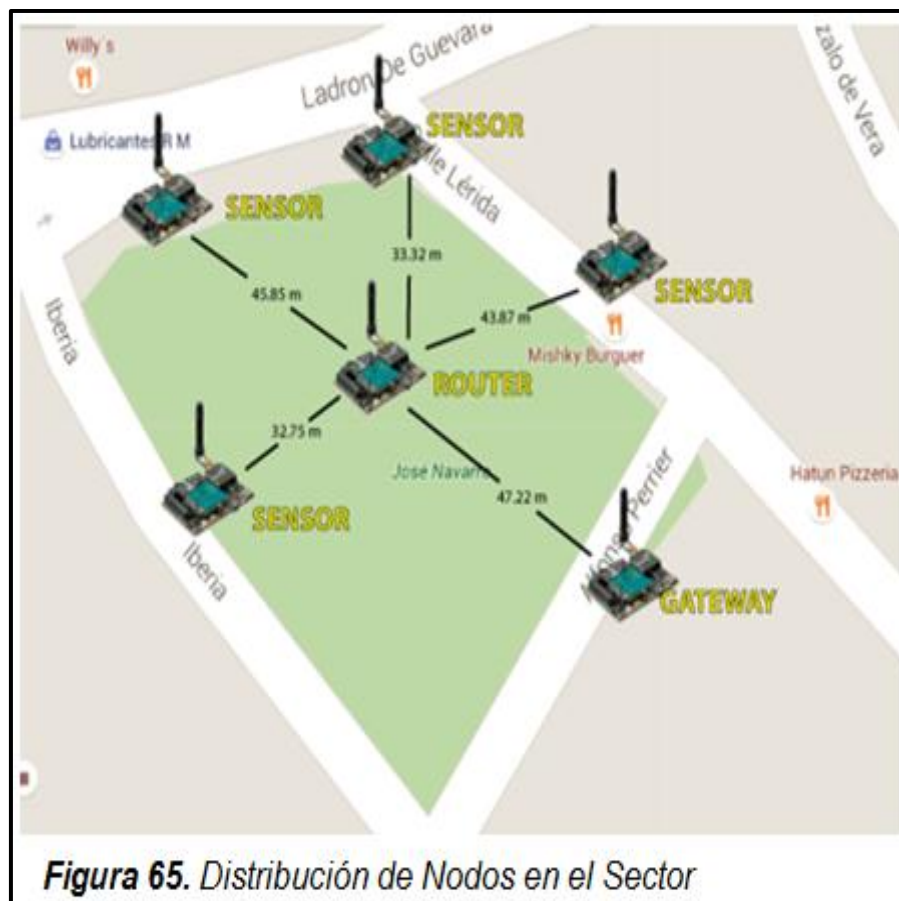 Willy´s
Ladron De Guevara
zalo de Vera
Lubricantes R M
SENSOR
lle Lérida
SENSOR
33.32 m
SENSOR
45.85 m
43.87 m
Iberia
Mishky Burguer
ROUTER
32.75 m
José Navarro
Hatun Pizzeria
47.22 m
Perrier
SENSOR
Iberia
GATEWAY
Figura 65. Distribución de Nodos en el Sector